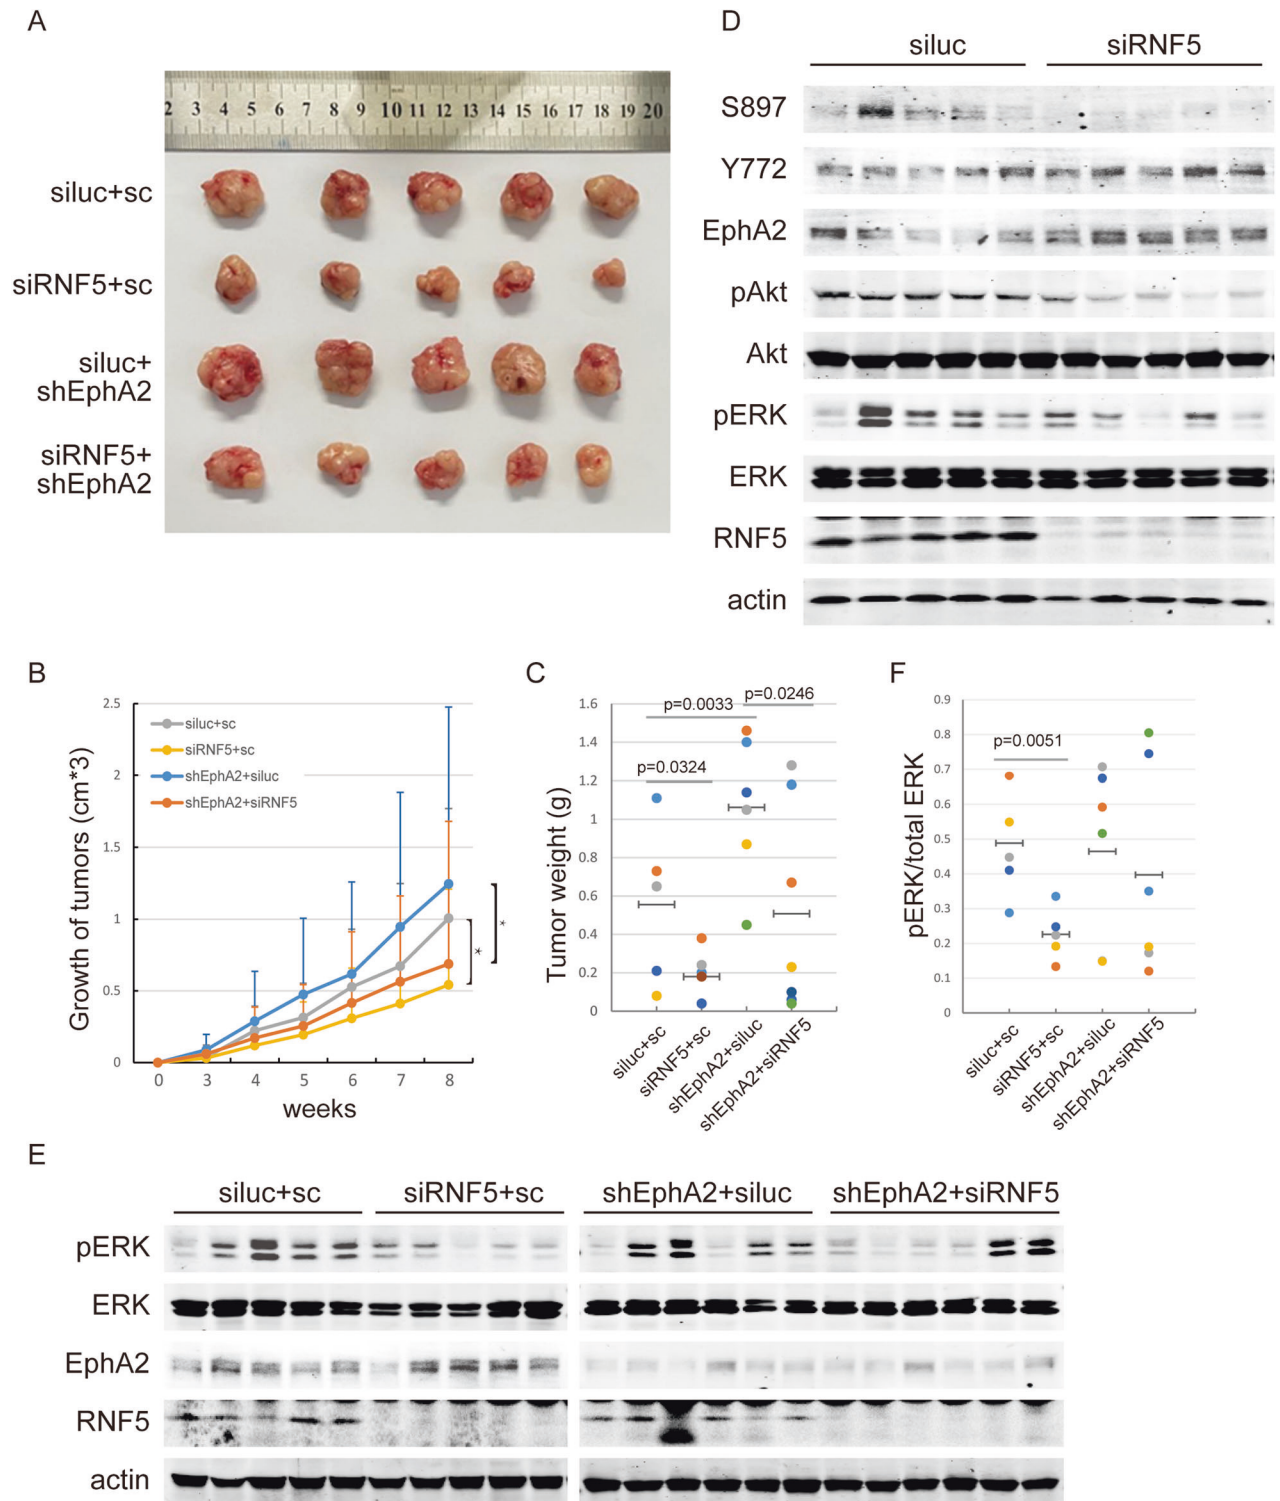 A
2 3 4 5 6 7 8 9 10 11 12 13 14 15 16 17 18 19 20
siluc+sc
siRNF5+sc
siluc+
shEphA2
siRNF5+
shEphA2
D
siluc siRNF5
S897
Y772
EphA2
pAkt
Akt
pERK
ERK
RNF5
actin
B
Growth of tumors (cm*3)
2.5
2
1.5
1
0.5
0
siluc+sc
siRNF5+sc
shEphA2+siluc
shEphA2+siRNF5
*
*
0 3 4 5 6 7 8
weeks
C
Tumor weight (g)
1.6
1.4
1.2
1
0.8
0.6
0.4
0.2
0
p=0.0246
p=0.0033
p=0.0324
siluc+sc
siRNF5+sc
shEphA2+siluc
shEphA2+siRNF5
F
pERK/total ERK
0.9
0.8
0.7
0.6
0.5
0.4
0.3
0.2
0.1
0
p=0.0051
siluc+sc
siRNF5+sc
shEphA2+siluc
shEphA2+siRNF5
E
siluc+sc siRNF5+sc shEphA2+siluc shEphA2+siRNF5
pERK
ERK
EphA2
RNF5
actin